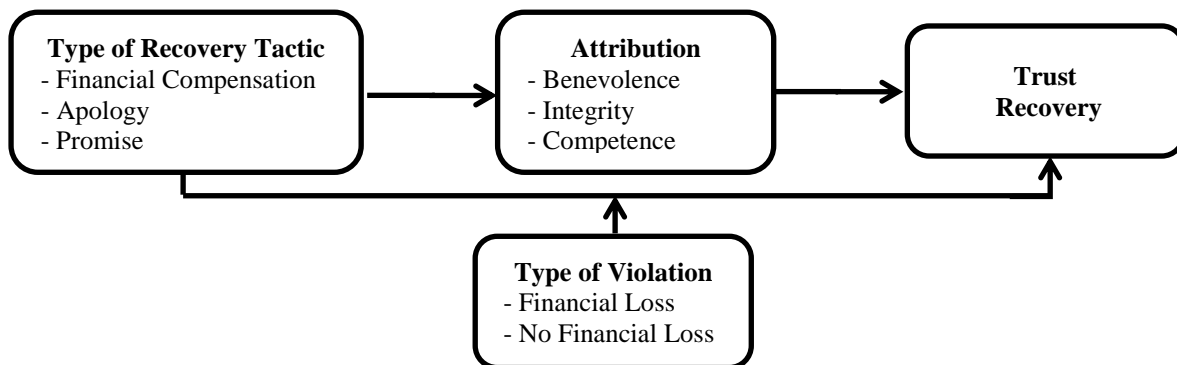 Type of Recovery Tactic
- Financial Compensation
- Apology
- Promise
Attribution
- Benevolence
- Integrity
- Competence
Trust
Recovery
Type of Violation
- Financial Loss
- No Financial Loss